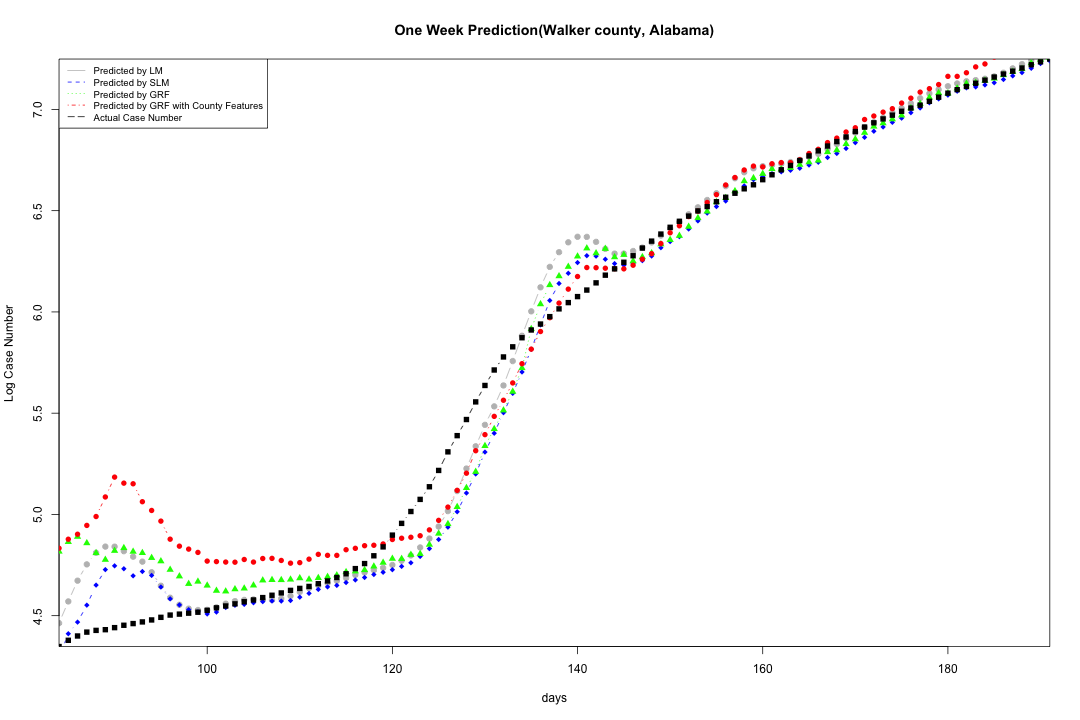 One Week Prediction(Walker county, Alabama)
Predicted by LM
Predicted by SLM
Predicted by GRF
Predicted by GRF with County Features
Actual Case Number
Log Case Number
7.0
6.5
6.0
5.5
5.0
4.5
100 120 140 160 180
days